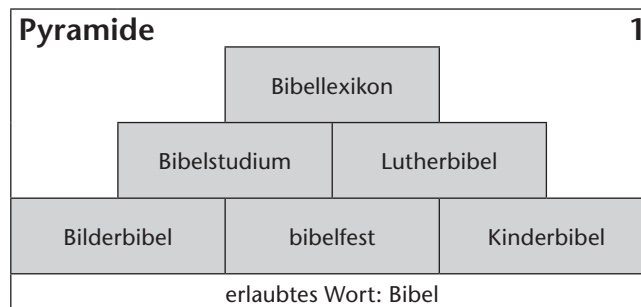 Pyramide 1
Bibellexikon
Bibelstudium Lutherbibel
Bilderbibel bibelfest Kinderbibel
erlaubtes Wort: Bibel